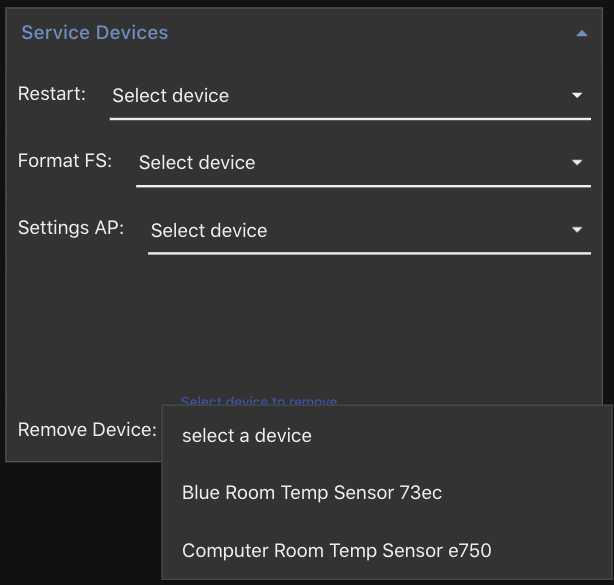 Service Devices
Restart: Select device
Format FS: Select device
Settings AP: Select device
Select device to remove
Remove Device:
select a device
Blue Room Temp Sensor 73ec
Computer Room Temp Sensor e750